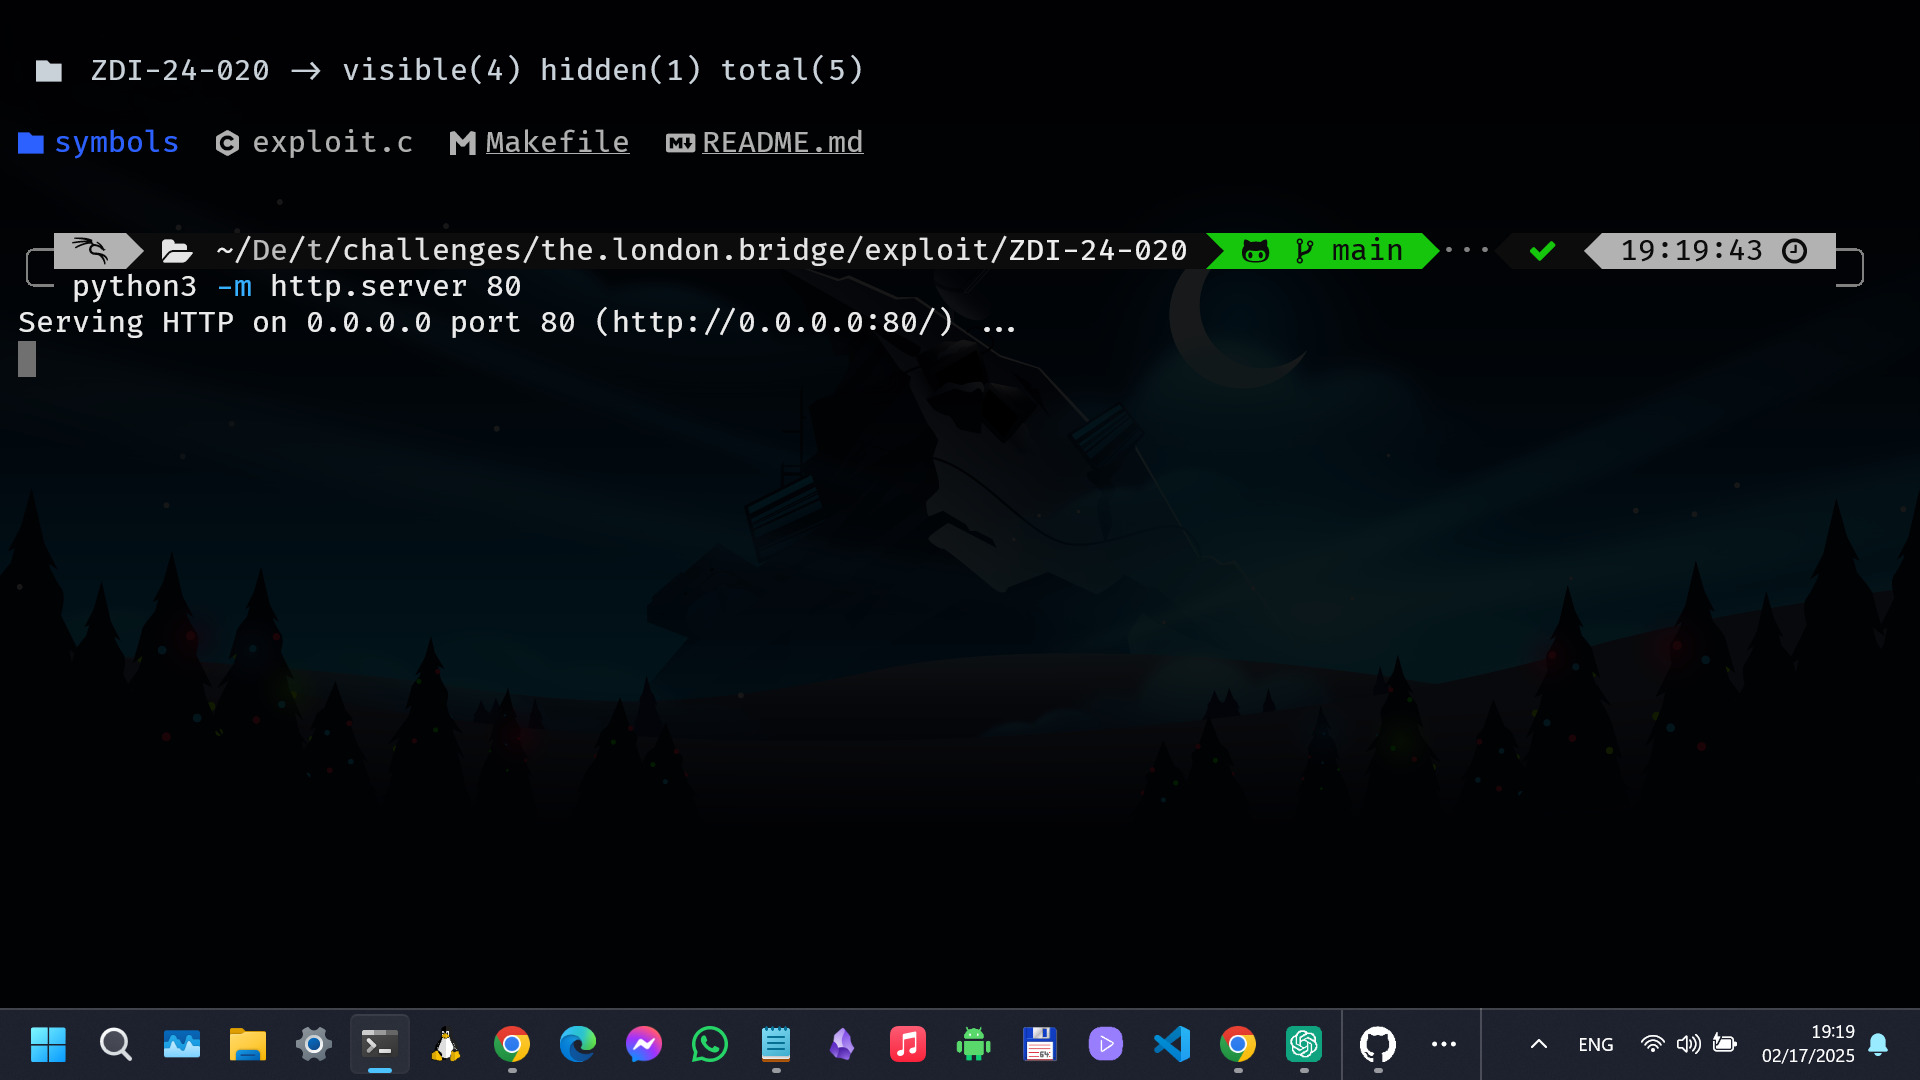 ZDI-24-020 → visible(4) hidden(1) total(5)
symbols exploit.c Makefile README.md
~/De/t/challenges/the.london.bridge/exploit/ZDI-24-020 main ✓ 19:19:43
python3 -m http.server 80
Serving HTTP on 0.0.0.0 port 80 (http://0.0.0.0:80/) ...
ENG
19:19
02/17/2025